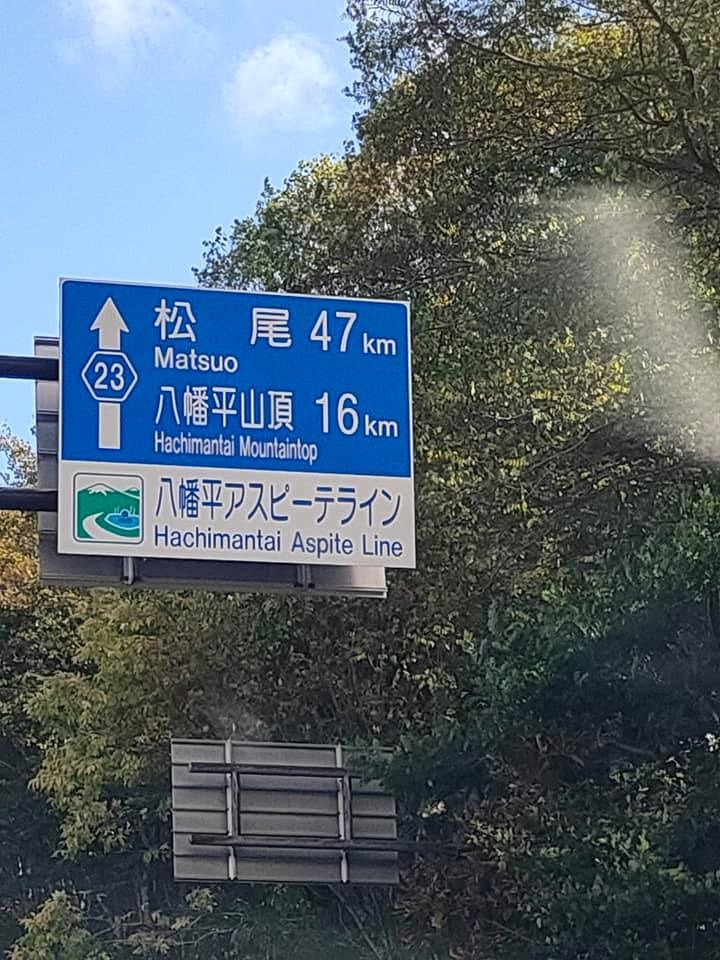 松尾 47 km
Matsuo
23
八幡平山頂 16 km
Hachimantai Mountaintop
八幡平アスピーテライン
Hachimantai Aspite Line